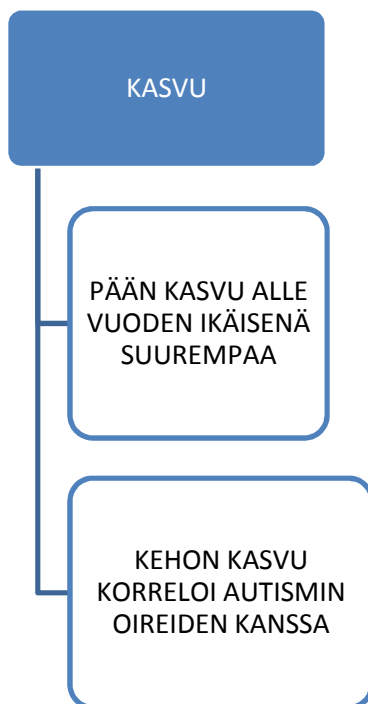 KASVU
PÄÄN KASVU ALLE
VUODEN IKÄISENÄ
SUUREMPAA
KEHON KASVU
KORRELOI AUTISMIN
OIREIDEN KANSSA